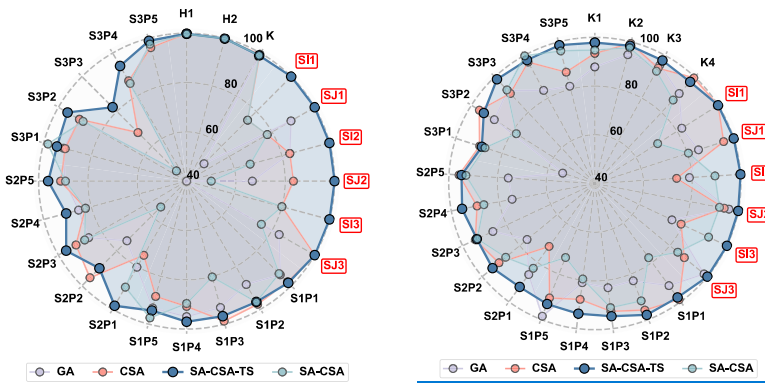 H1
H2
K
SI1
SJ1
SI2
SJ2
SI3
SJ3
S1P1
S1P2
S1P3
S1P4
S1P5
S2P1
S2P2
S2P3
S2P4
S2P5
S3P1
S3P2
S3P3
S3P4
S3P5
100
80
60
40
GA CSA SA-CSA-TS SA-CSA
K1
K2
K3
K4
SI1
SJ1
SI
SI3
SJ3
S1P1
S1P2
S1P3
S1P4
S1P5
S2P1
S2P2
S2P3
S2P4
S2P5
S3P1
S3P2
S3P3
S3P4
S3P5
100
80
60
40
GA CSA SA-CSA-TS SA-CSA